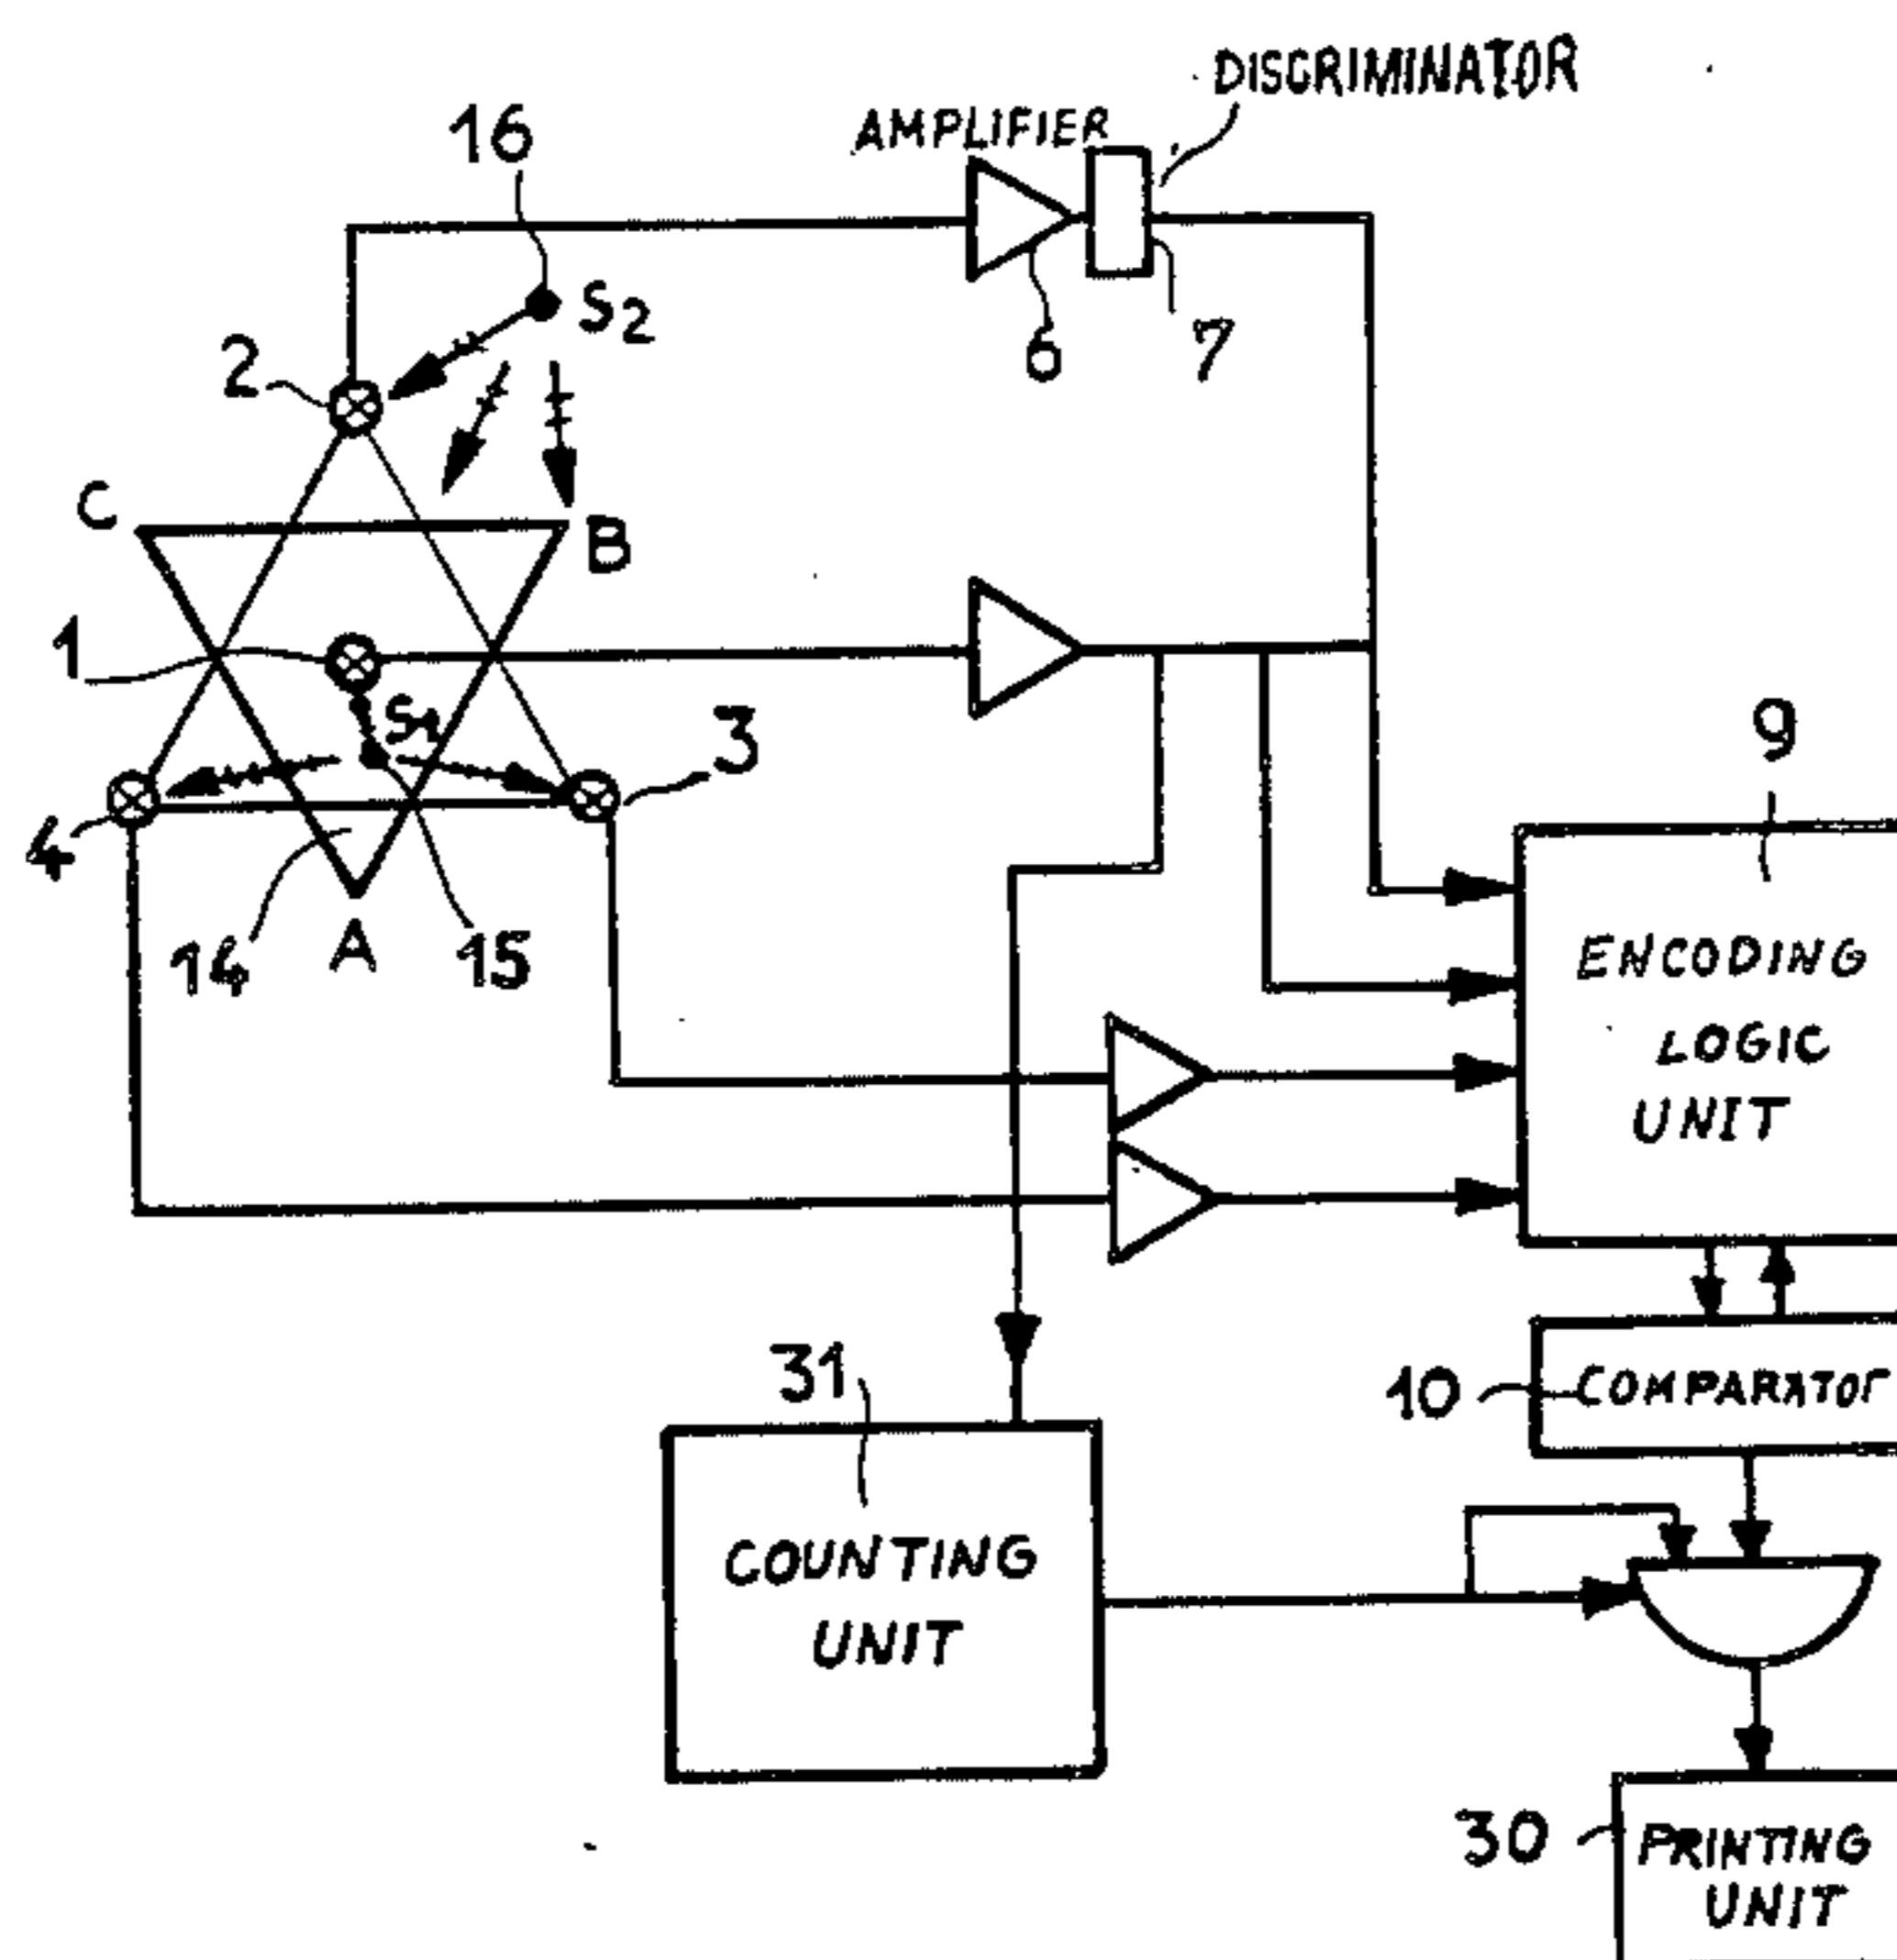 DISCRIMINATOR
AMPLIFIER
16
S2
2
6
7
C
B
1
S1
3
9
4
14
A
15
ENCODING
LOGIC
UNIT
31
10
COMPARATOR
COUNTING
UNIT
30
PRINTING
UNIT